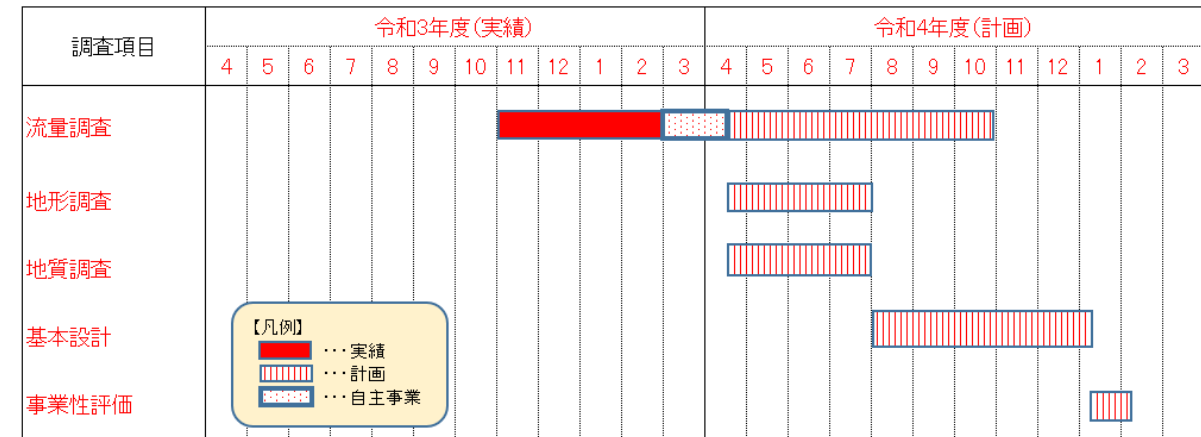 調査項目
令和3年度(実績) 令和4年度(計画)
4 5 6 7 8 9 10 11 12 1 2 3 4 5 6 7 8 9 10 11 12 1 2 3
流量調査
地形調査
地質調査
基本設計
事業性評価
【凡例】
・・・実績
・・・計画
・・・自主事業